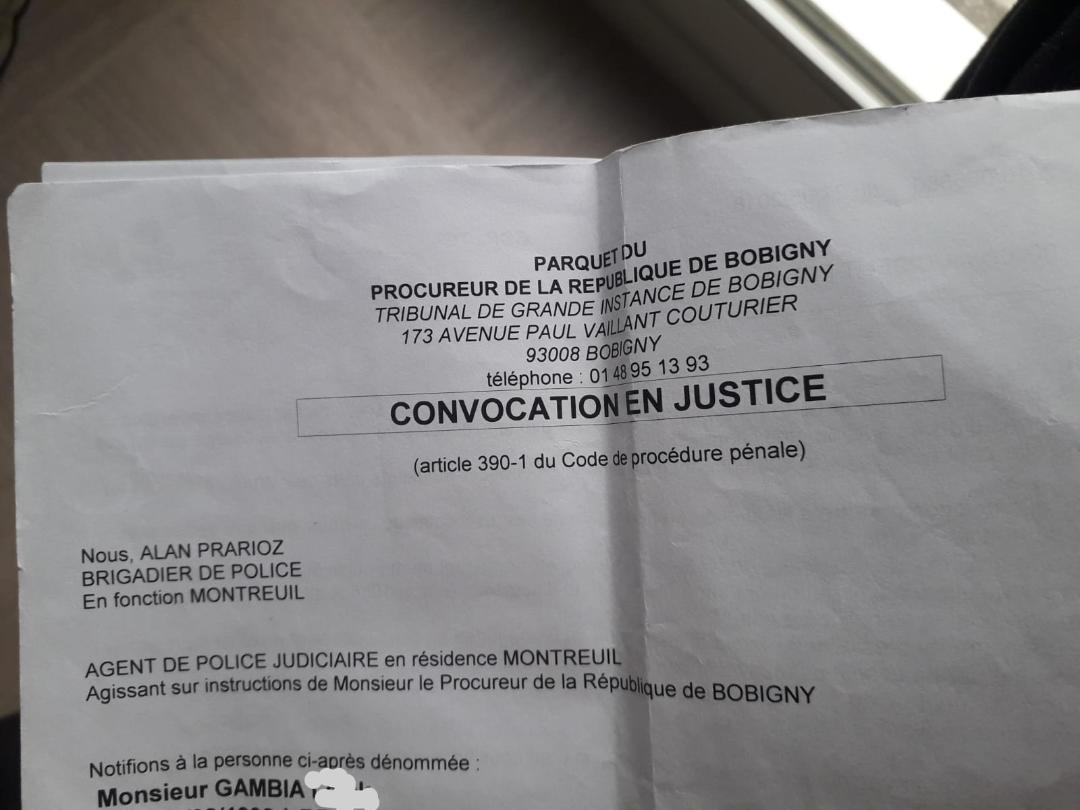 PARQUET DU
PROCUREUR DE LA REPUBLIQUE DE BOBIGNY
TRIBUNAL DE GRANDE INSTANCE DE BOBIGNY
173 AVENUE PAUL VAILLANT COUTURIER
93008 BOBIGNY
téléphone : 01 48 95 13 93
CONVOCATION EN JUSTICE
(article 390-1 du Code de procédure pénale)
Nous, ALAN PRARIOZ
BRIGADIER DE POLICE
En fonction MONTREUIL
AGENT DE POLICE JUDICIAIRE en résidence MONTREUIL
Agissant sur instructions de Monsieur le Procureur de la République de BOBIGNY
Notifions à la personne ci-après dénommée :
Monsieur GAMBIA